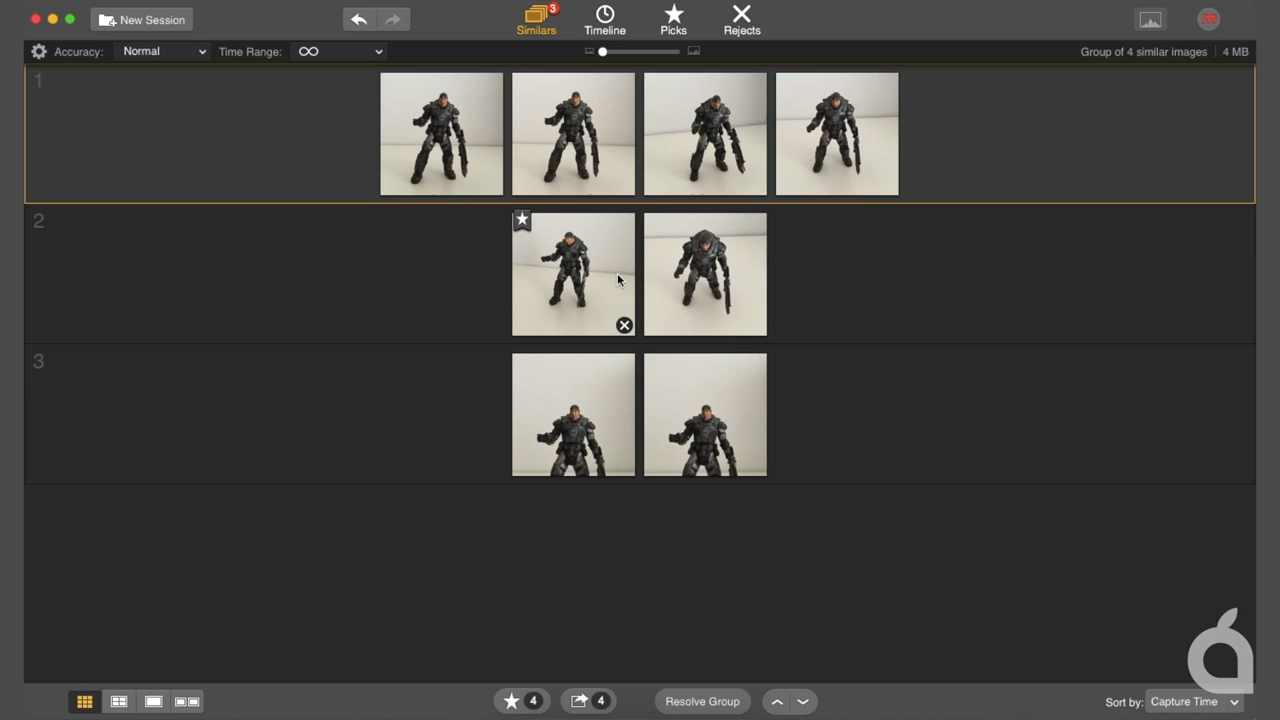 New Session
Similars 3
Timeline
Picks
Rejects
Accuracy: Normal Time Range: ∞
Group of 4 similar images 4 MB
1
2
3
4
4
Resolve Group
Sort by: Capture Time